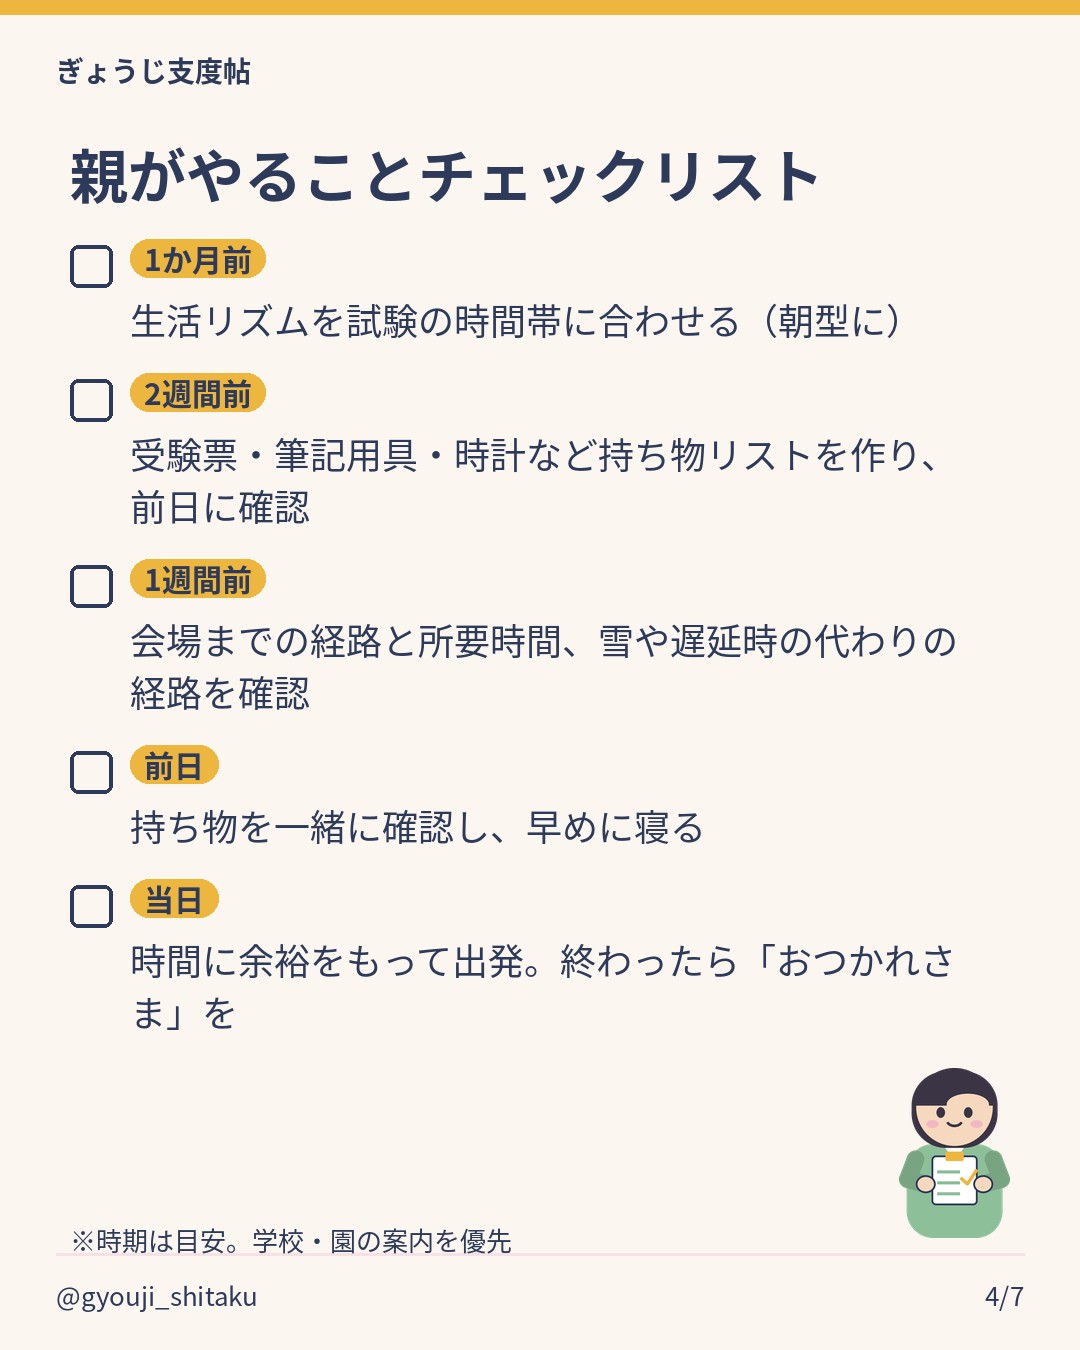 ぎょうじ支度帖
親がやることチェックリスト
1か月前
生活リズムを試験の時間帯に合わせる（朝型に）
2週間前
受験票・筆記用具・時計など持ち物リストを作り、
前日に確認
1週間前
会場までの経路と所要時間、雪や遅延時の代わりの
経路を確認
前日
持ち物を一緒に確認し、早めに寝る
当日
時間に余裕をもって出発。終わったら「おつかれさ
ま」を
※時期は目安。学校・園の案内を優先
@gyouji_shitaku
4/7